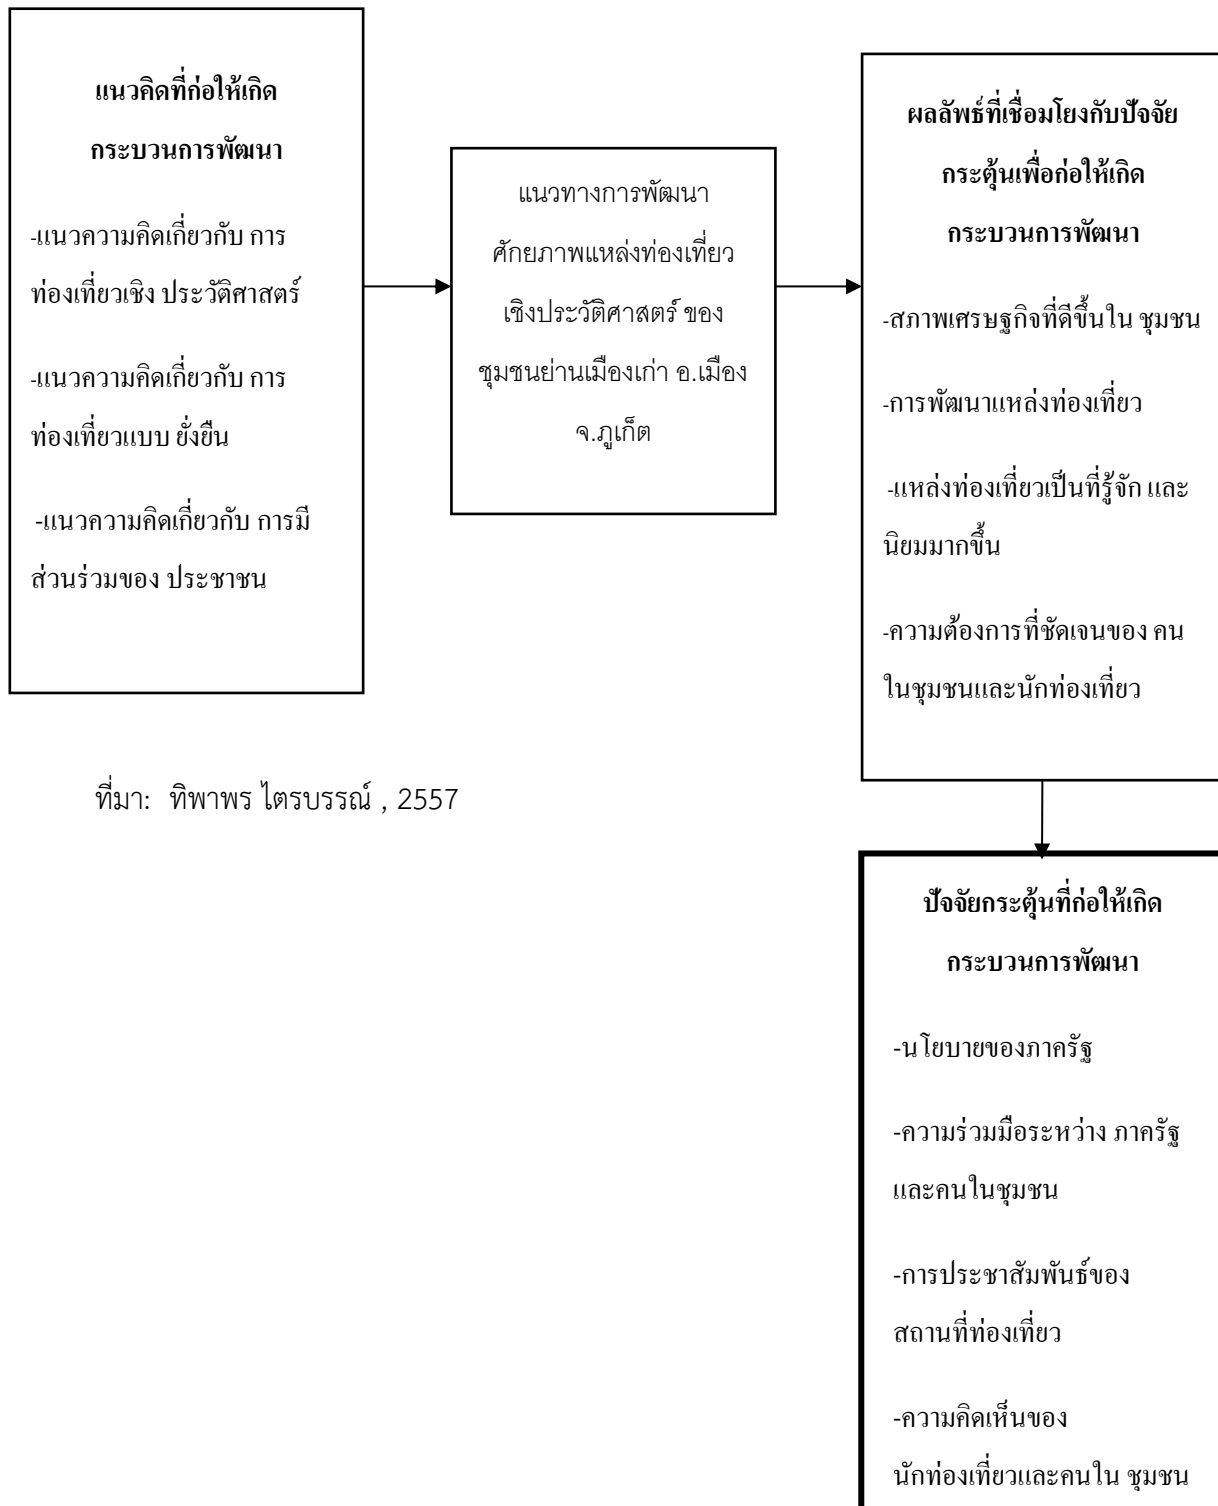 แนวคิดที่ก่อให้เกิด
กระบวนการพัฒนา
-แนวความคิดเกี่ยวกับ การ
ท่องเที่ยวเชิง ประวัติศาสตร์
-แนวความคิดเกี่ยวกับ การ
ท่องเที่ยวแบบ ยั่งยืน
-แนวความคิดเกี่ยวกับ การมี
ส่วนร่วมของ ประชาชน
แนวทางการพัฒนา
ศักยภาพแหล่งท่องเที่ยว
เชิงประวัติศาสตร์ ของ
ชุมชนย่านเมืองเก่า อ.เมือง
จ.ภูเก็ต
ผลลัพธ์ที่เชื่อมโยงกับปัจจัย
กระตุ้นเพื่อก่อให้เกิด
กระบวนการพัฒนา
-สภาพเศรษฐกิจที่ดีขึ้นใน ชุมชน
-การพัฒนาแหล่งท่องเที่ยว
-แหล่งท่องเที่ยวเป็นที่รู้จัก และ
นิยมมากขึ้น
-ความต้องการที่ชัดเจนของ คน
ในชุมชนและนักท่องเที่ยว
ที่มา: ทิพาพร ไตรบรรณ์ , 2557
ปัจจัยกระตุ้นที่ก่อให้เกิด
กระบวนการพัฒนา
-นโยบายของภาครัฐ
-ความร่วมมือระหว่าง ภาครัฐ
และคนในชุมชน
-การประชาสัมพันธ์ของ
สถานที่ท่องเที่ยว
-ความคิดเห็นของ
นักท่องเที่ยวและคนใน ชุมชน